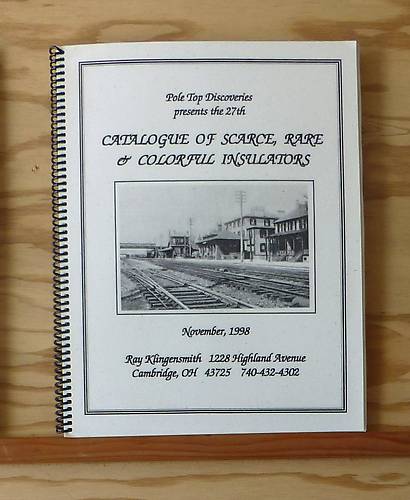 Pole Top Discoveries
presents the 27th
CATALOGUE OF SCARCE, RARE
& COLORFUL INSULATORS
November, 1998
Ray Klingensmith 1228 Highland Avenue
Cambridge, OH 43725 740-432-4302